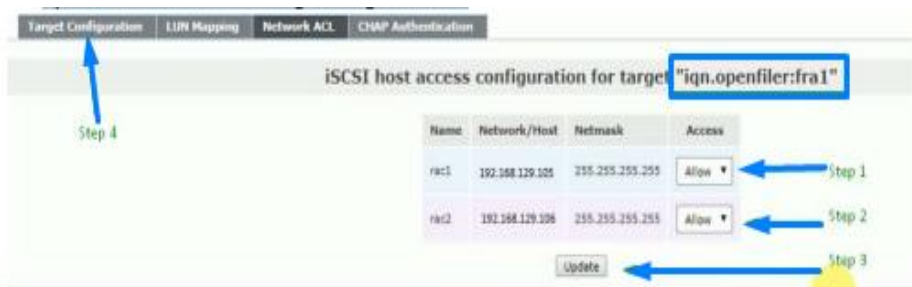 Target Configuration LUN Mapping Network ACL CHAP Authentication
iSCSI host access configuration for target "iqn.openfiler:fra1"
Step 4
Name Network/Host Netmask Access
rac1 192.168.129.105 255.255.255.255 Allow
Step 1
rac2 192.168.129.106 255.255.255.255 Allow
Step 2
Update
Step 3